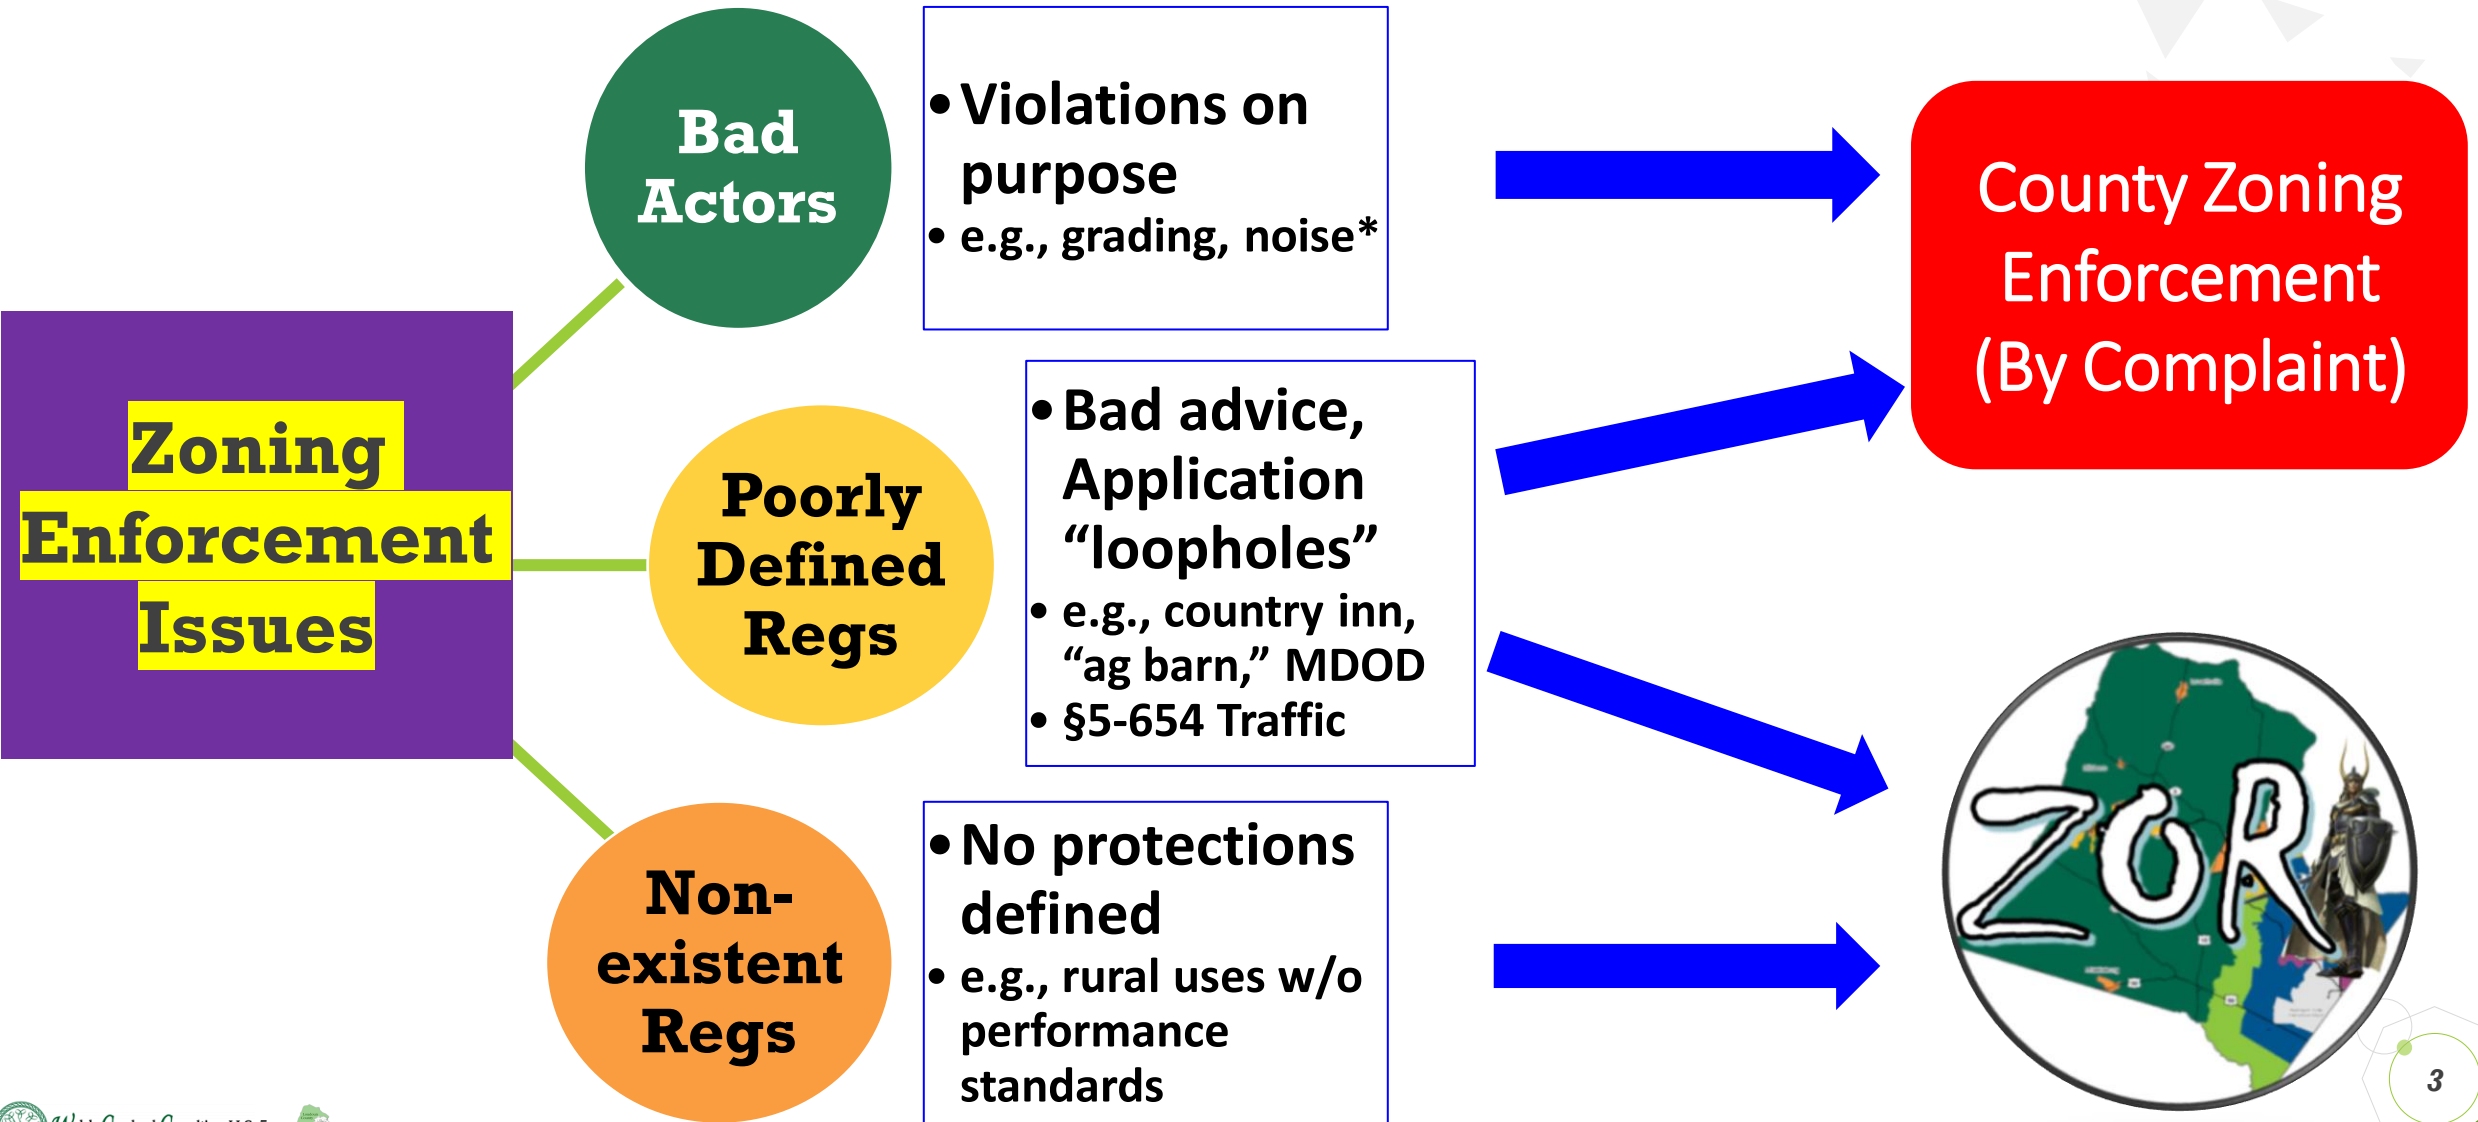 Zoning
Enforcement
Issues
Bad
Actors
•Violations on
purpose
• e.g., grading, noise*
Poorly
Defined
Regs
•Bad advice,
Application
“loopholes”
• e.g., country inn,
“ag barn,” MDOD
• §5-654 Traffic
Non-
existent
Regs
•No protections
defined
• e.g., rural uses w/o
performance
standards
County Zoning
Enforcement
(By Complaint)
ZOR
3